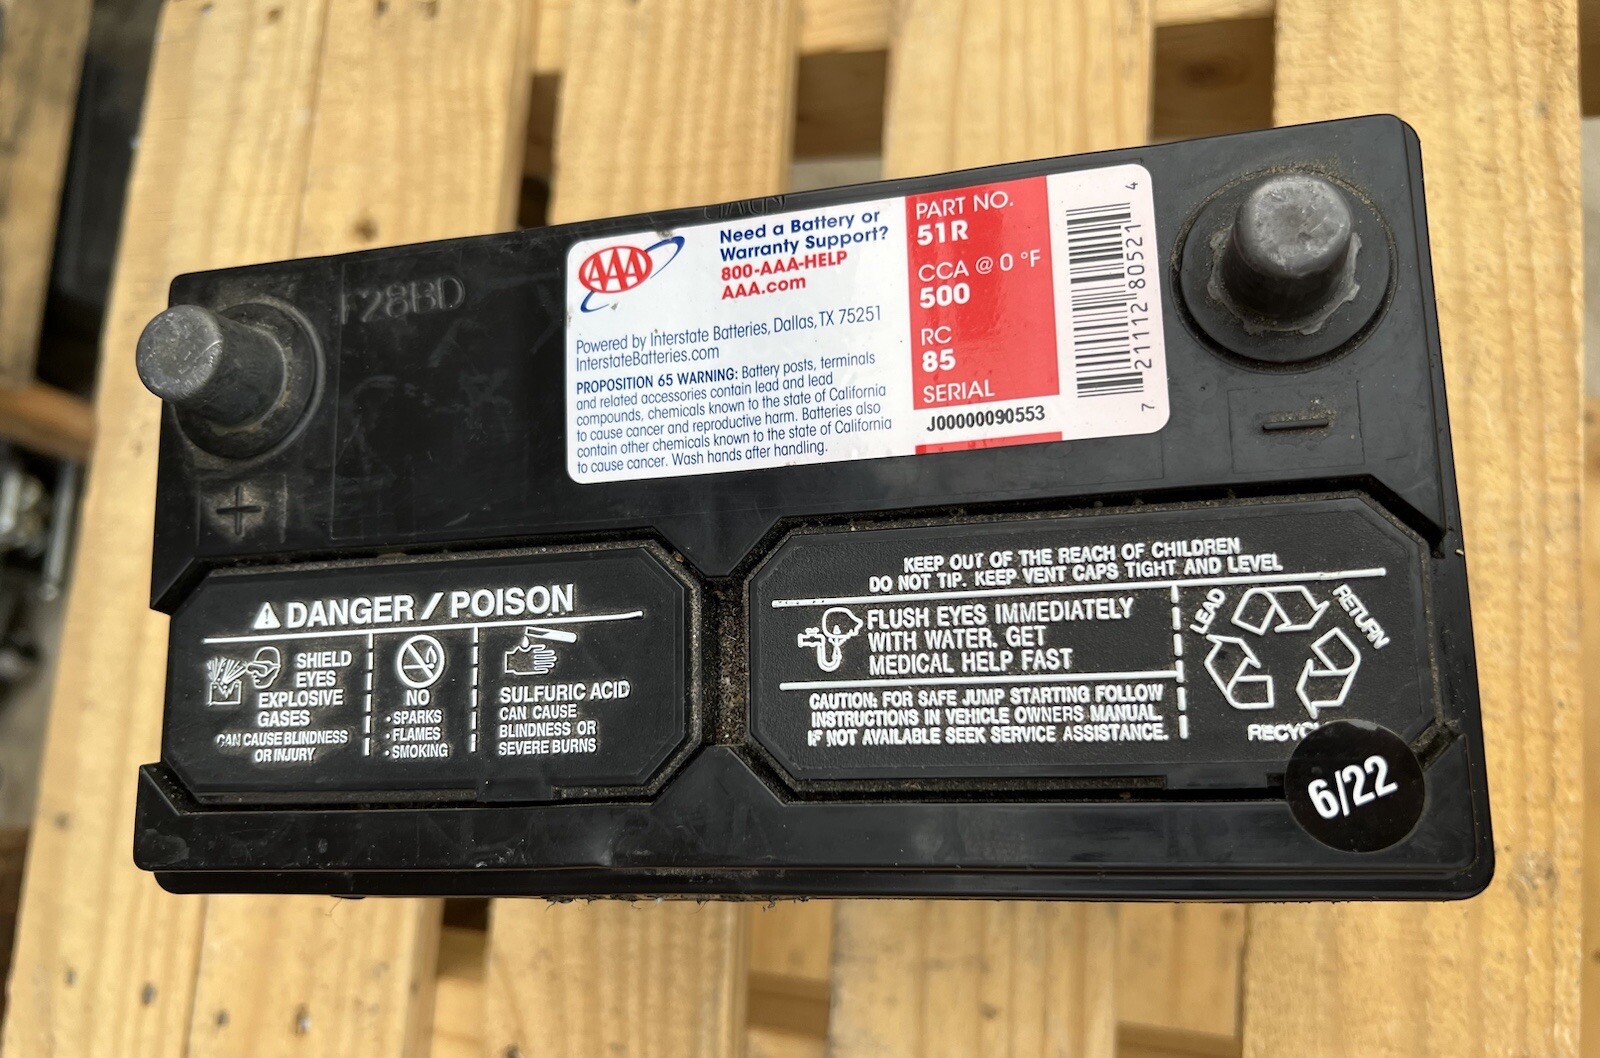 F28BD
AAA
Need a Battery or
Warranty Support?
800-AAA-HELP
AAA.com
Powered by Interstate Batteries, Dallas, TX 75251
InterstateBatteries.com
PROPOSITION 65 WARNING: Battery posts, terminals
and related accessories contain lead and lead
compounds, chemicals known to the state of California
to cause cancer and reproductive harm. Batteries also
contain other chemicals known to the state of California
to cause cancer. Wash hands after handling.
PART NO.
51R
CCA @ 0 °F
500
RC
85
SERIAL
J00000090553
7 21112 80521 4
+
−
DANGER / POISON
SHIELD
EYES
EXPLOSIVE
GASES
CAN CAUSE BLINDNESS
OR INJURY
NO
• SPARKS
• FLAMES
• SMOKING
SULFURIC ACID
CAN CAUSE
BLINDNESS OR
SEVERE BURNS
KEEP OUT OF THE REACH OF CHILDREN
DO NOT TIP. KEEP VENT CAPS TIGHT AND LEVEL
FLUSH EYES IMMEDIATELY
WITH WATER. GET
MEDICAL HELP FAST
CAUTION: FOR SAFE JUMP STARTING FOLLOW
INSTRUCTIONS IN VEHICLE OWNERS MANUAL
IF NOT AVAILABLE SEEK SERVICE ASSISTANCE.
LEAD
RETURN
RECYC
6/22